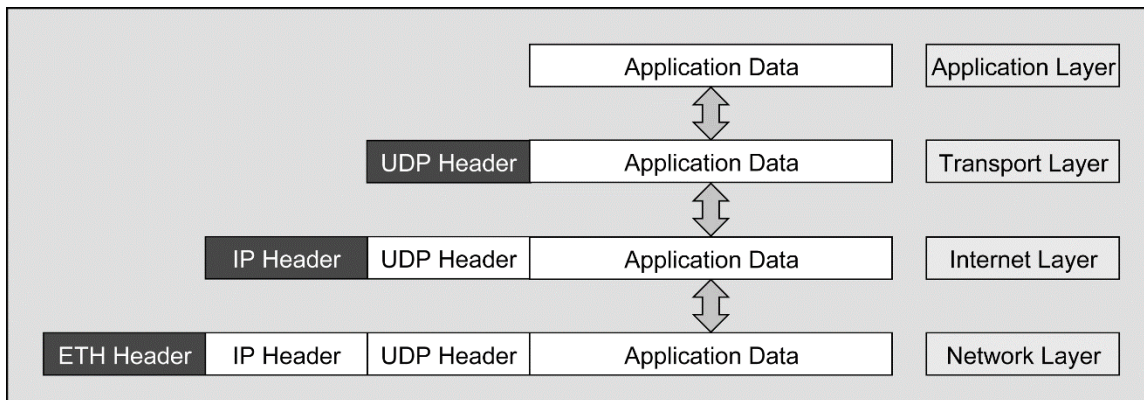 Application Data Application Layer
UDP Header Application Data Transport Layer
IP Header UDP Header Application Data Internet Layer
ETH Header IP Header UDP Header Application Data Network Layer